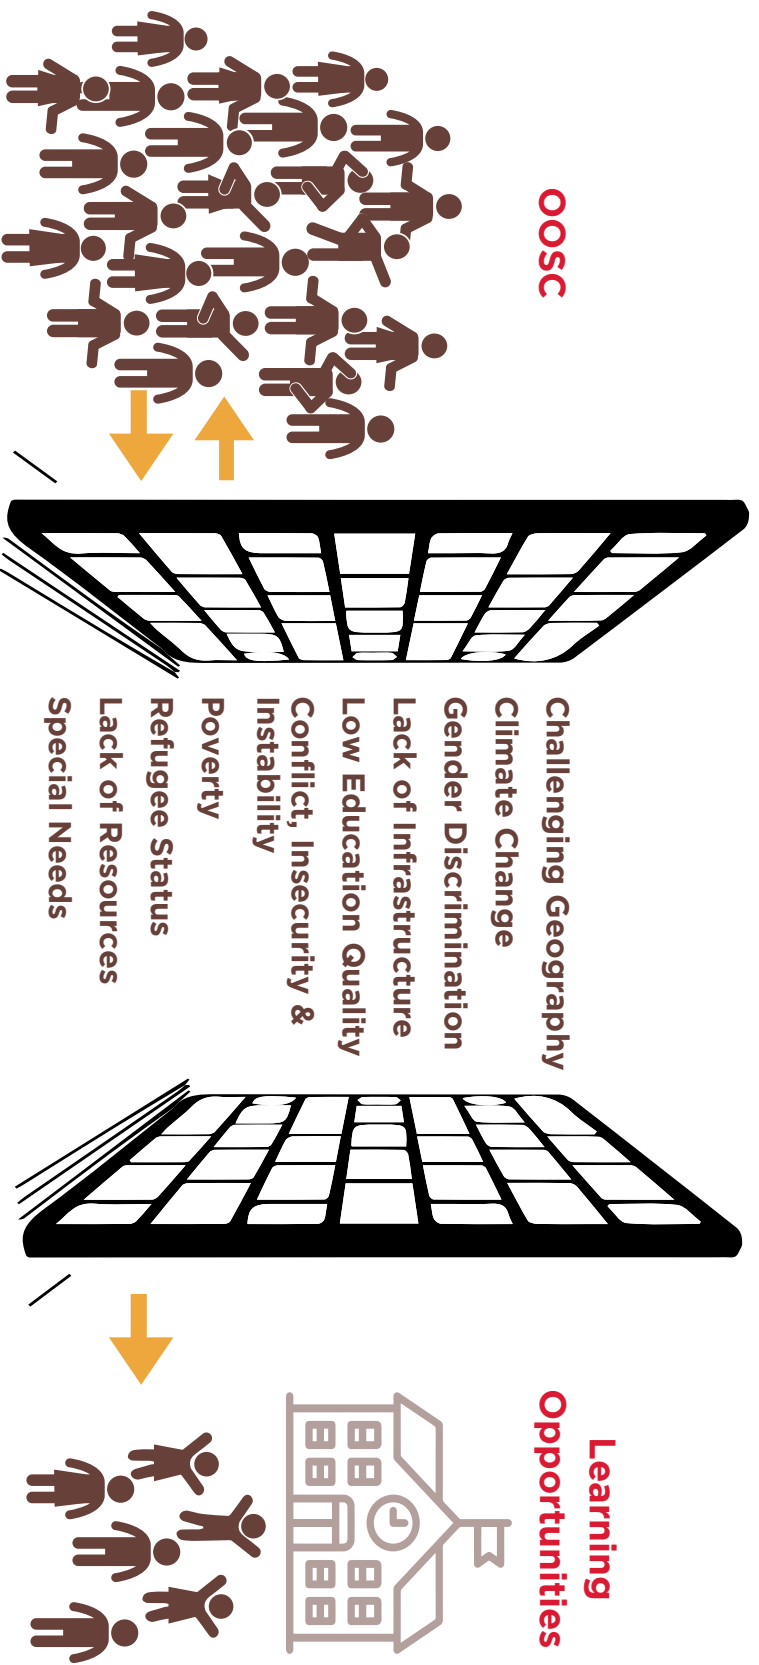 OOSC
Challenging Geography
Climate Change
Gender Discrimination
Lack of Infrastructure
Low Education Quality
Conflict, Insecurity &
Instability
Poverty
Refugee Status
Lack of Resources
Special Needs
Learning
Opportunities